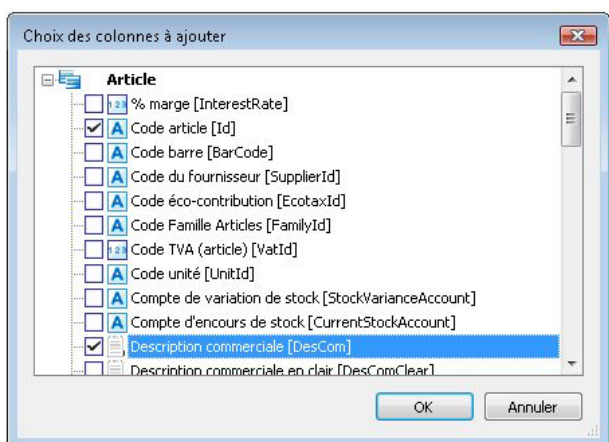 Choix des colonnes à ajouter
Article
% marge [InterestRate]
Code article [Id]
Code barre [BarCode]
Code du fournisseur [SupplierId]
Code éco-contribution [EcotaxId]
Code Famille Articles [FamilyId]
Code TVA (article) [VatId]
Code unité [UnitId]
Compte de variation de stock [StockVarianceAccount]
Compte d'encours de stock [CurrentStockAccount]
Description commerciale [DesCom]
Description commerciale en clair [DesComClear]
OK Annuler